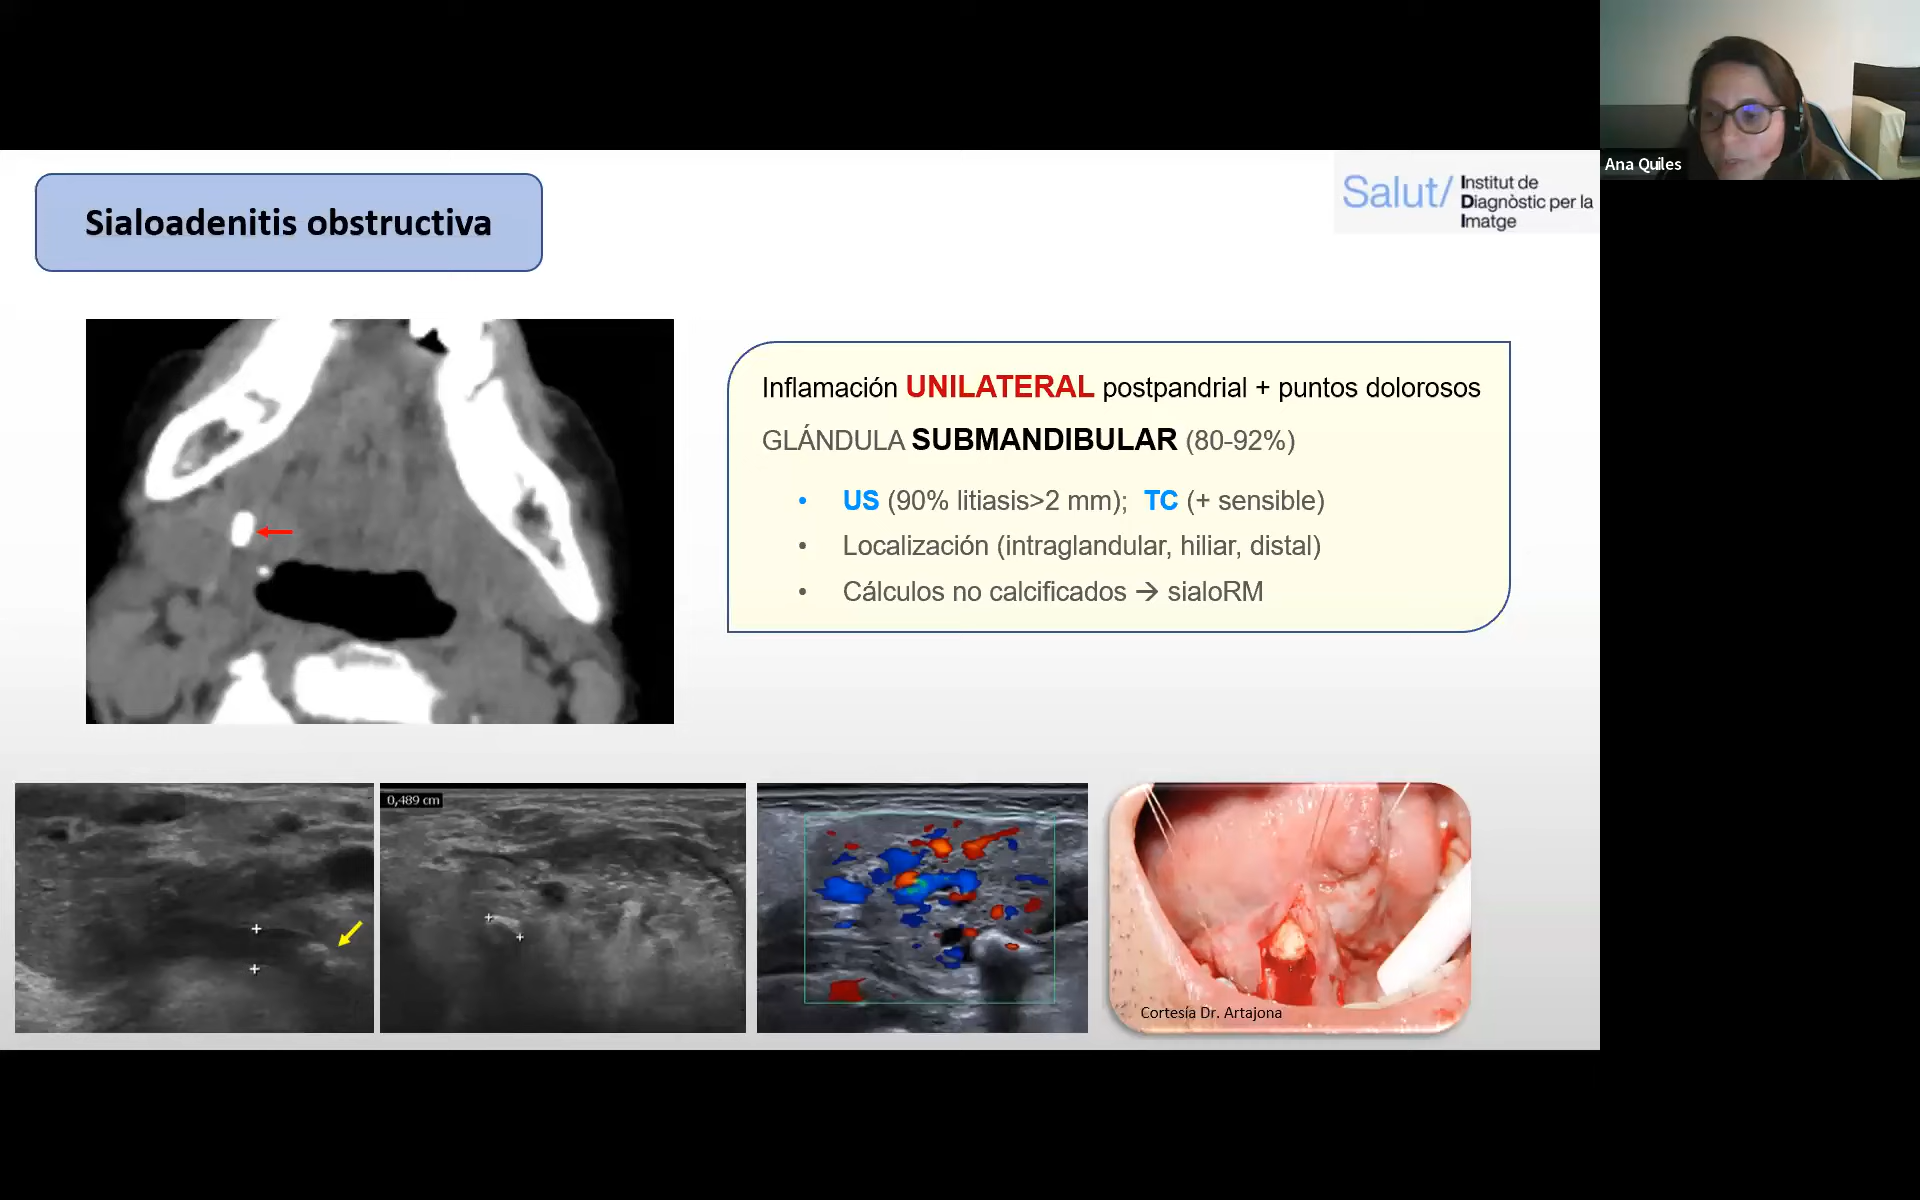 Ana Quiles
Sialoadenitis obstructiva
Salut/ Institut de
Diagnòstic per la
Imatge
Inflamación UNILATERAL postpandrial + puntos dolorosos
GLÁNDULA SUBMANDIBULAR (80-92%)
• US (90% litiasis>2 mm); TC (+ sensible)
• Localización (intraglandular, hiliar, distal)
• Cálculos no calcificados → sialoRM
0,489 cm
Cortesía Dr. Artajona